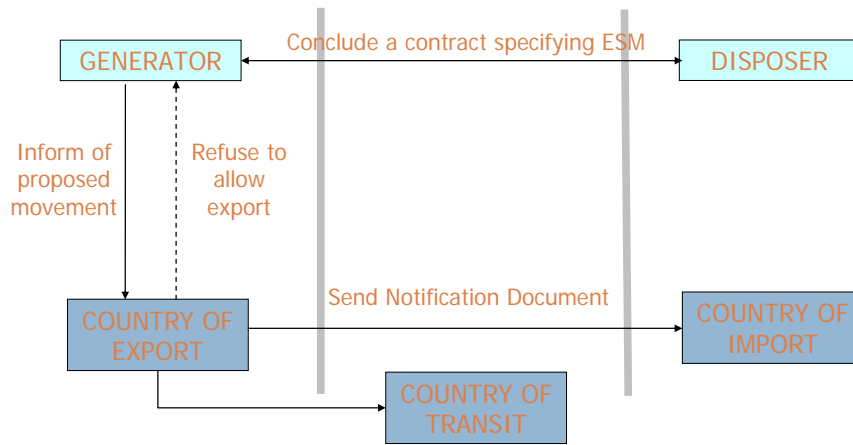 Conclude a contract specifying ESM
GENERATOR
DISPOSER
Inform of
proposed
movement
Refuse to
allow
export
Send Notification Document
COUNTRY OF
EXPORT
COUNTRY OF
IMPORT
COUNTRY OF
TRANSIT